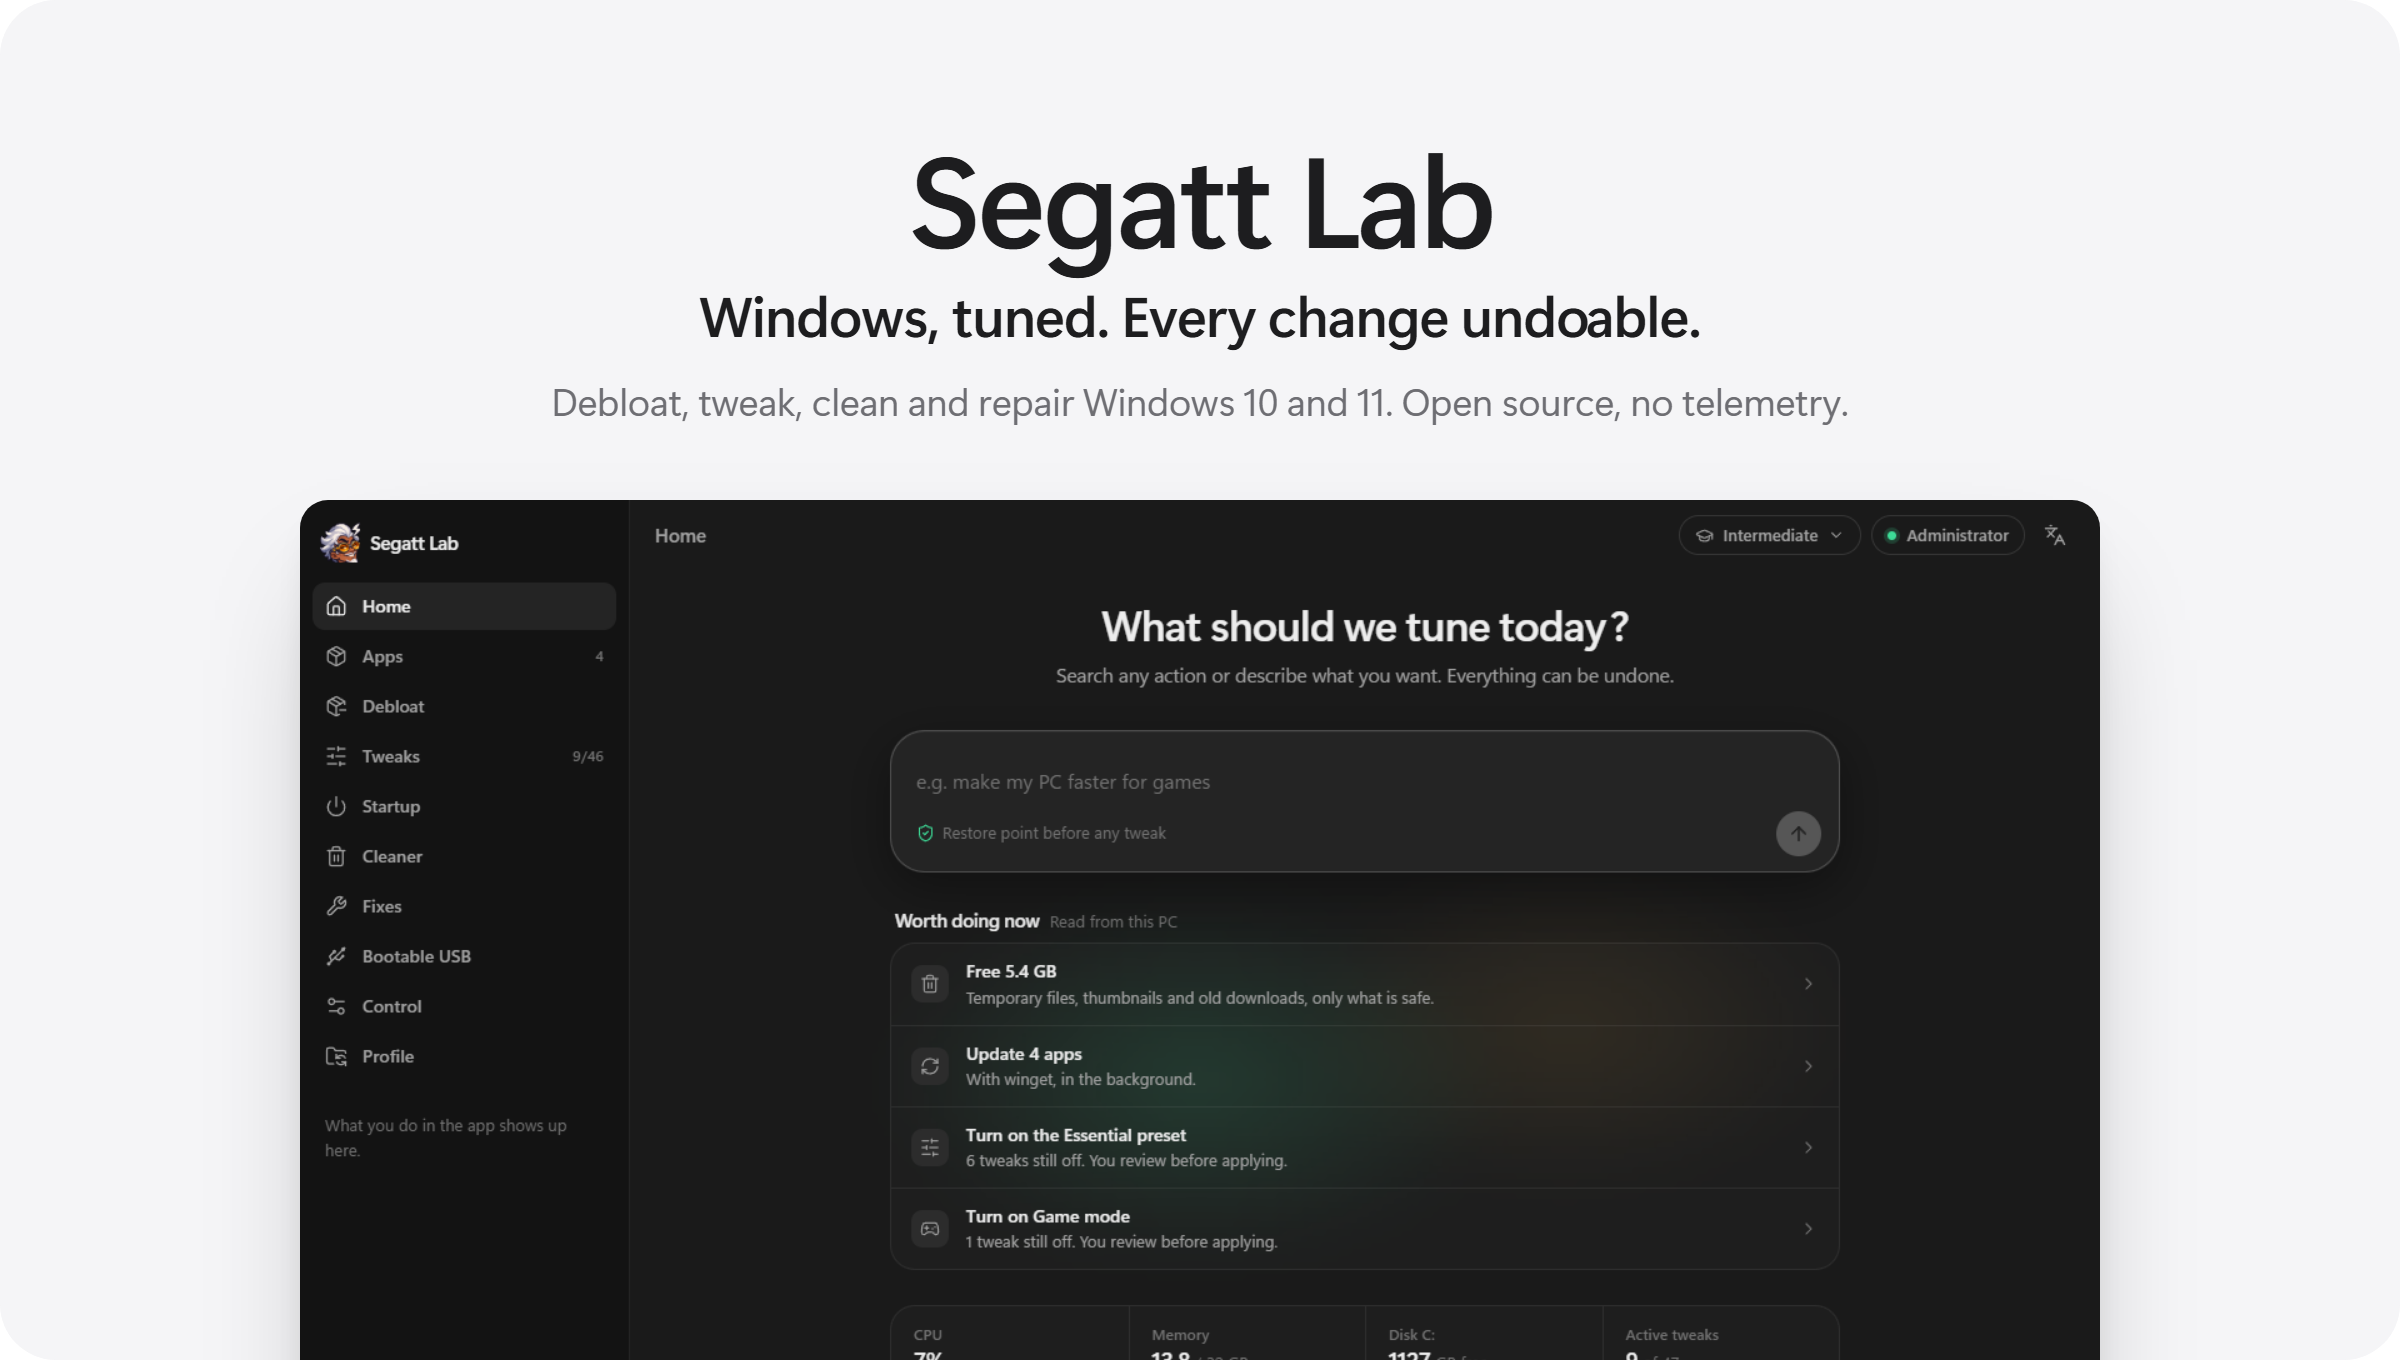 Segatt Lab
Windows, tuned. Every change undoable.
Debloat, tweak, clean and repair Windows 10 and 11. Open source, no telemetry.
Segatt Lab
Home
Intermediate
Administrator
Home
Apps 4
Debloat
Tweaks 9/46
Startup
Cleaner
Fixes
Bootable USB
Control
Profile
What you do in the app shows up
here.
What should we tune today?
Search any action or describe what you want. Everything can be undone.
e.g. make my PC faster for games
Restore point before any tweak
Worth doing now Read from this PC
Free 5.4 GB
Temporary files, thumbnails and old downloads, only what is safe.
Update 4 apps
With winget, in the background.
Turn on the Essential preset
6 tweaks still off. You review before applying.
Turn on Game mode
1 tweak still off. You review before applying.
CPU
Memory
Disk C:
Active tweaks
7%
13.8
1127
9